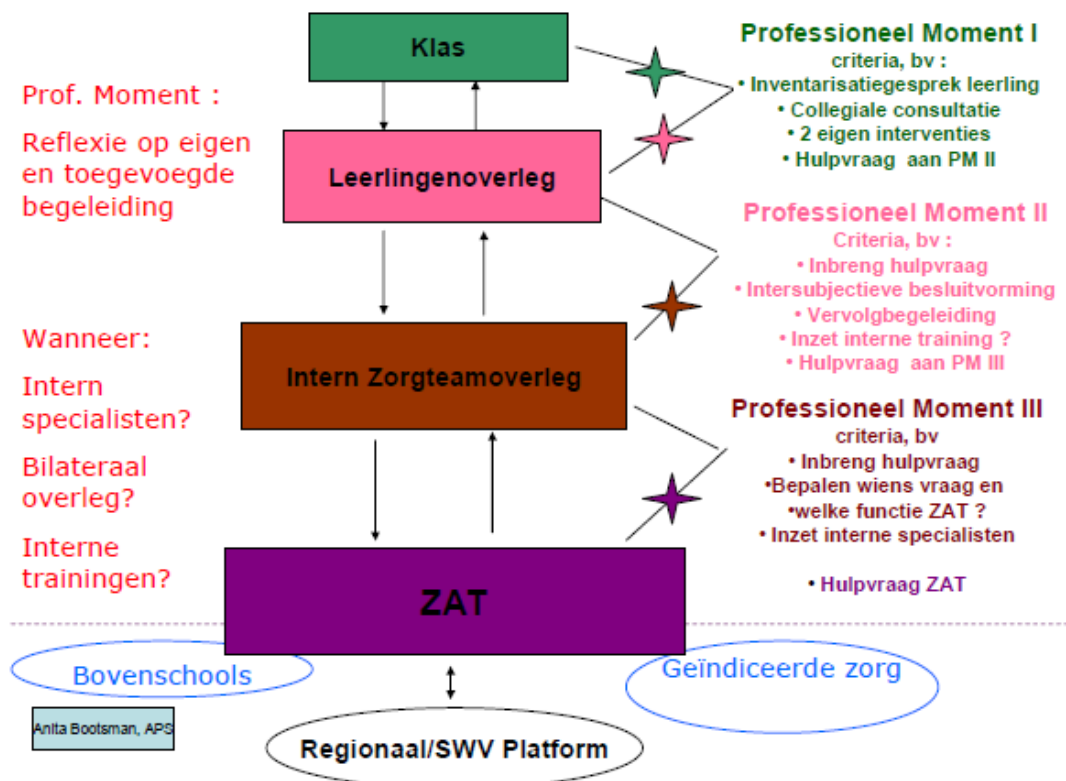 Klas
Leerlingenoverleg
Intern Zorgteamoverleg
ZAT
Regionaal/SWV Platform
Prof. Moment :
Reflexie op eigen
en toegevoegde
begeleiding
Wanneer:
Intern
specialisten?
Bilateraal
overleg?
Interne
trainingen?
Professioneel Moment I
criteria, bv :
• Inventarisatiegesprek leerling
• Collegiale consultatie
• 2 eigen interventies
• Hulpvraag aan PM II
Professioneel Moment II
Criteria, bv :
• Inbreng hulpvraag
• Intersubjectieve besluitvorming
• Vervolgbegeleiding
• Inzet interne training ?
• Hulpvraag aan PM III
Professioneel Moment III
criteria, bv
• Inbreng hulpvraag
•Bepalen wiens vraag en
•welke functie ZAT ?
• Inzet interne specialisten
• Hulpvraag ZAT
Bovenschools
Geïndiceerde zorg
Anita Bootsman, APS